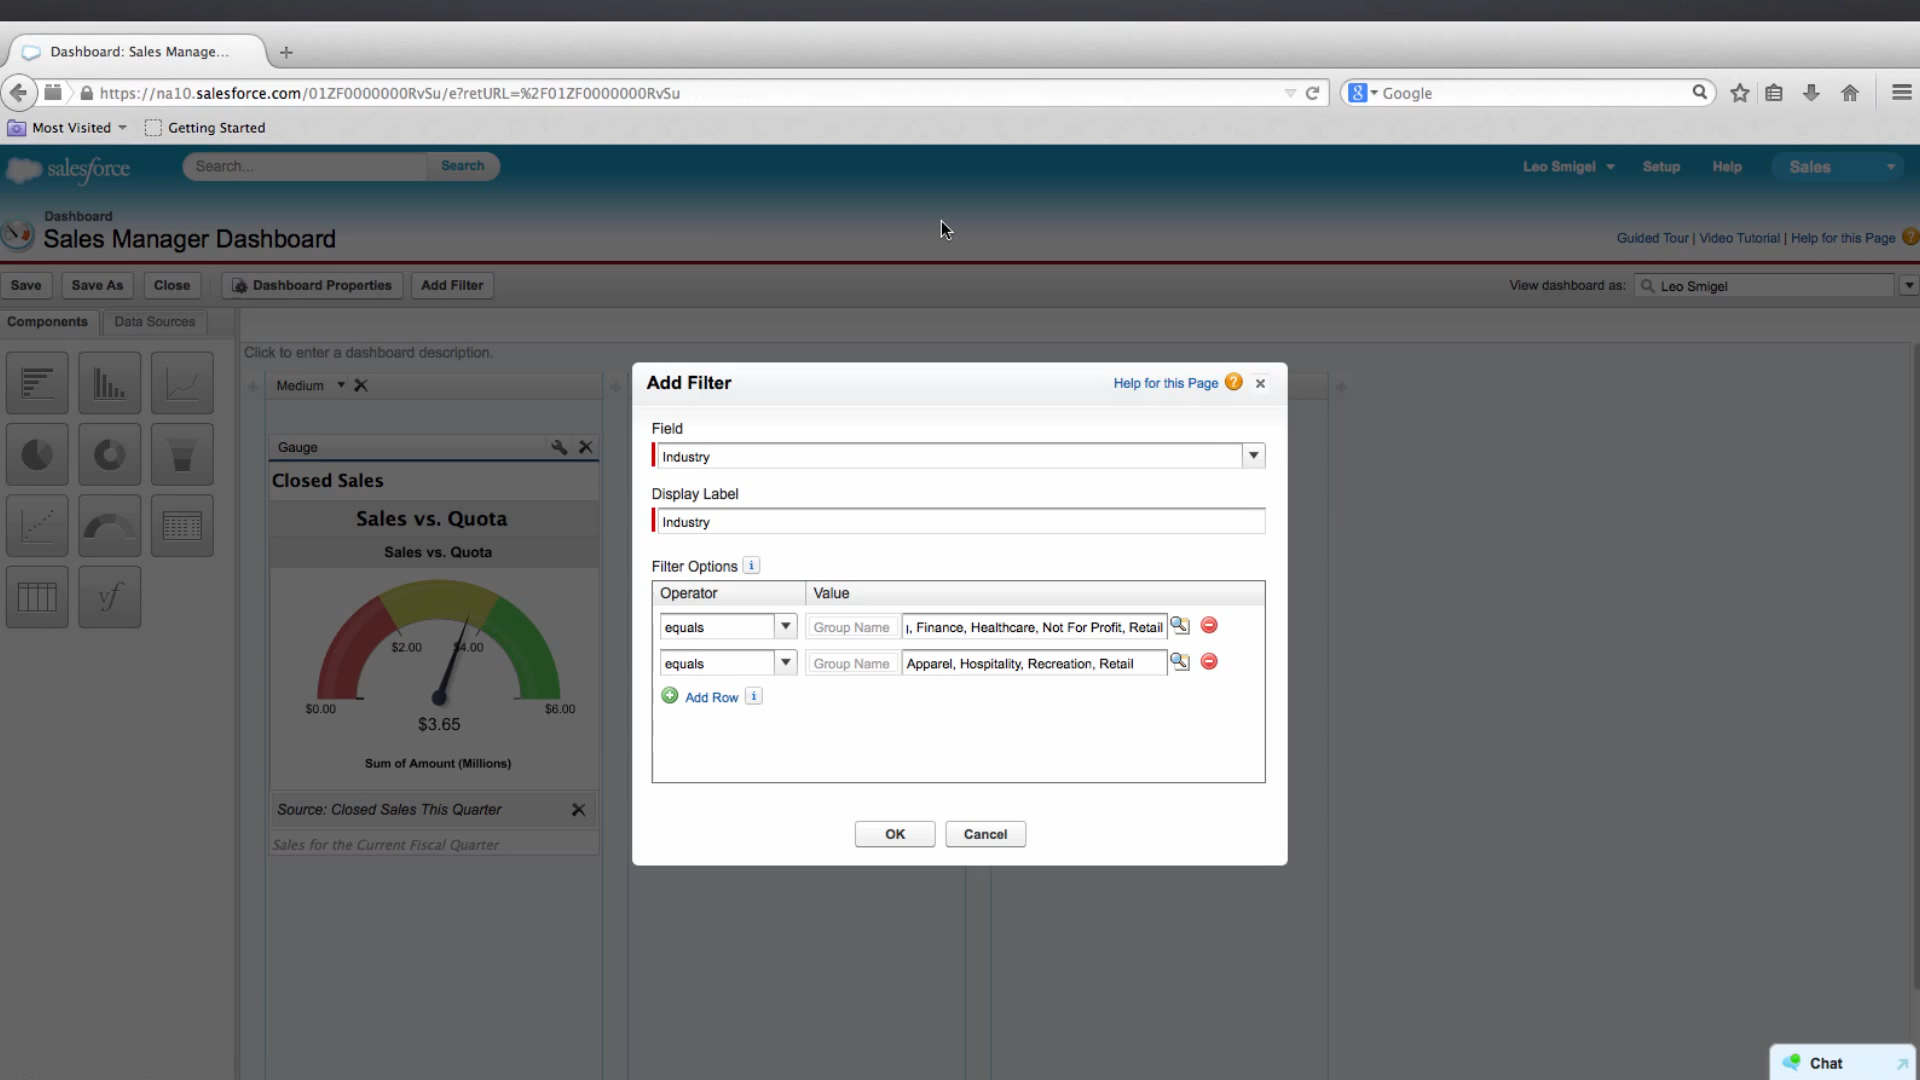 Dashboard: Sales Manage...
https://na10.salesforce.com/01ZF0000000RvSu/e?retURL=%2F01ZF0000000RvSu
Google
Most Visited
Getting Started
salesforce
Search...
Search
Leo Smigel
Setup
Help
Sales
Dashboard
Sales Manager Dashboard
Guided Tour | Video Tutorial | Help for this Page
Save
Save As
Close
Dashboard Properties
Add Filter
View dashboard as:
Leo Smigel
Components
Data Sources
Click to enter a dashboard description.
Medium
Gauge
Closed Sales
Sales vs. Quota
Sales vs. Quota
$2.00
$4.00
$0.00
$6.00
$3.65
Sum of Amount (Millions)
Source: Closed Sales This Quarter
Sales for the Current Fiscal Quarter
vf
Add Filter
Help for this Page
Field
Industry
Display Label
Industry
Filter Options
Operator
Value
equals
Group Name
, Finance, Healthcare, Not For Profit, Retail
equals
Group Name
Apparel, Hospitality, Recreation, Retail
Add Row
OK
Cancel
Chat